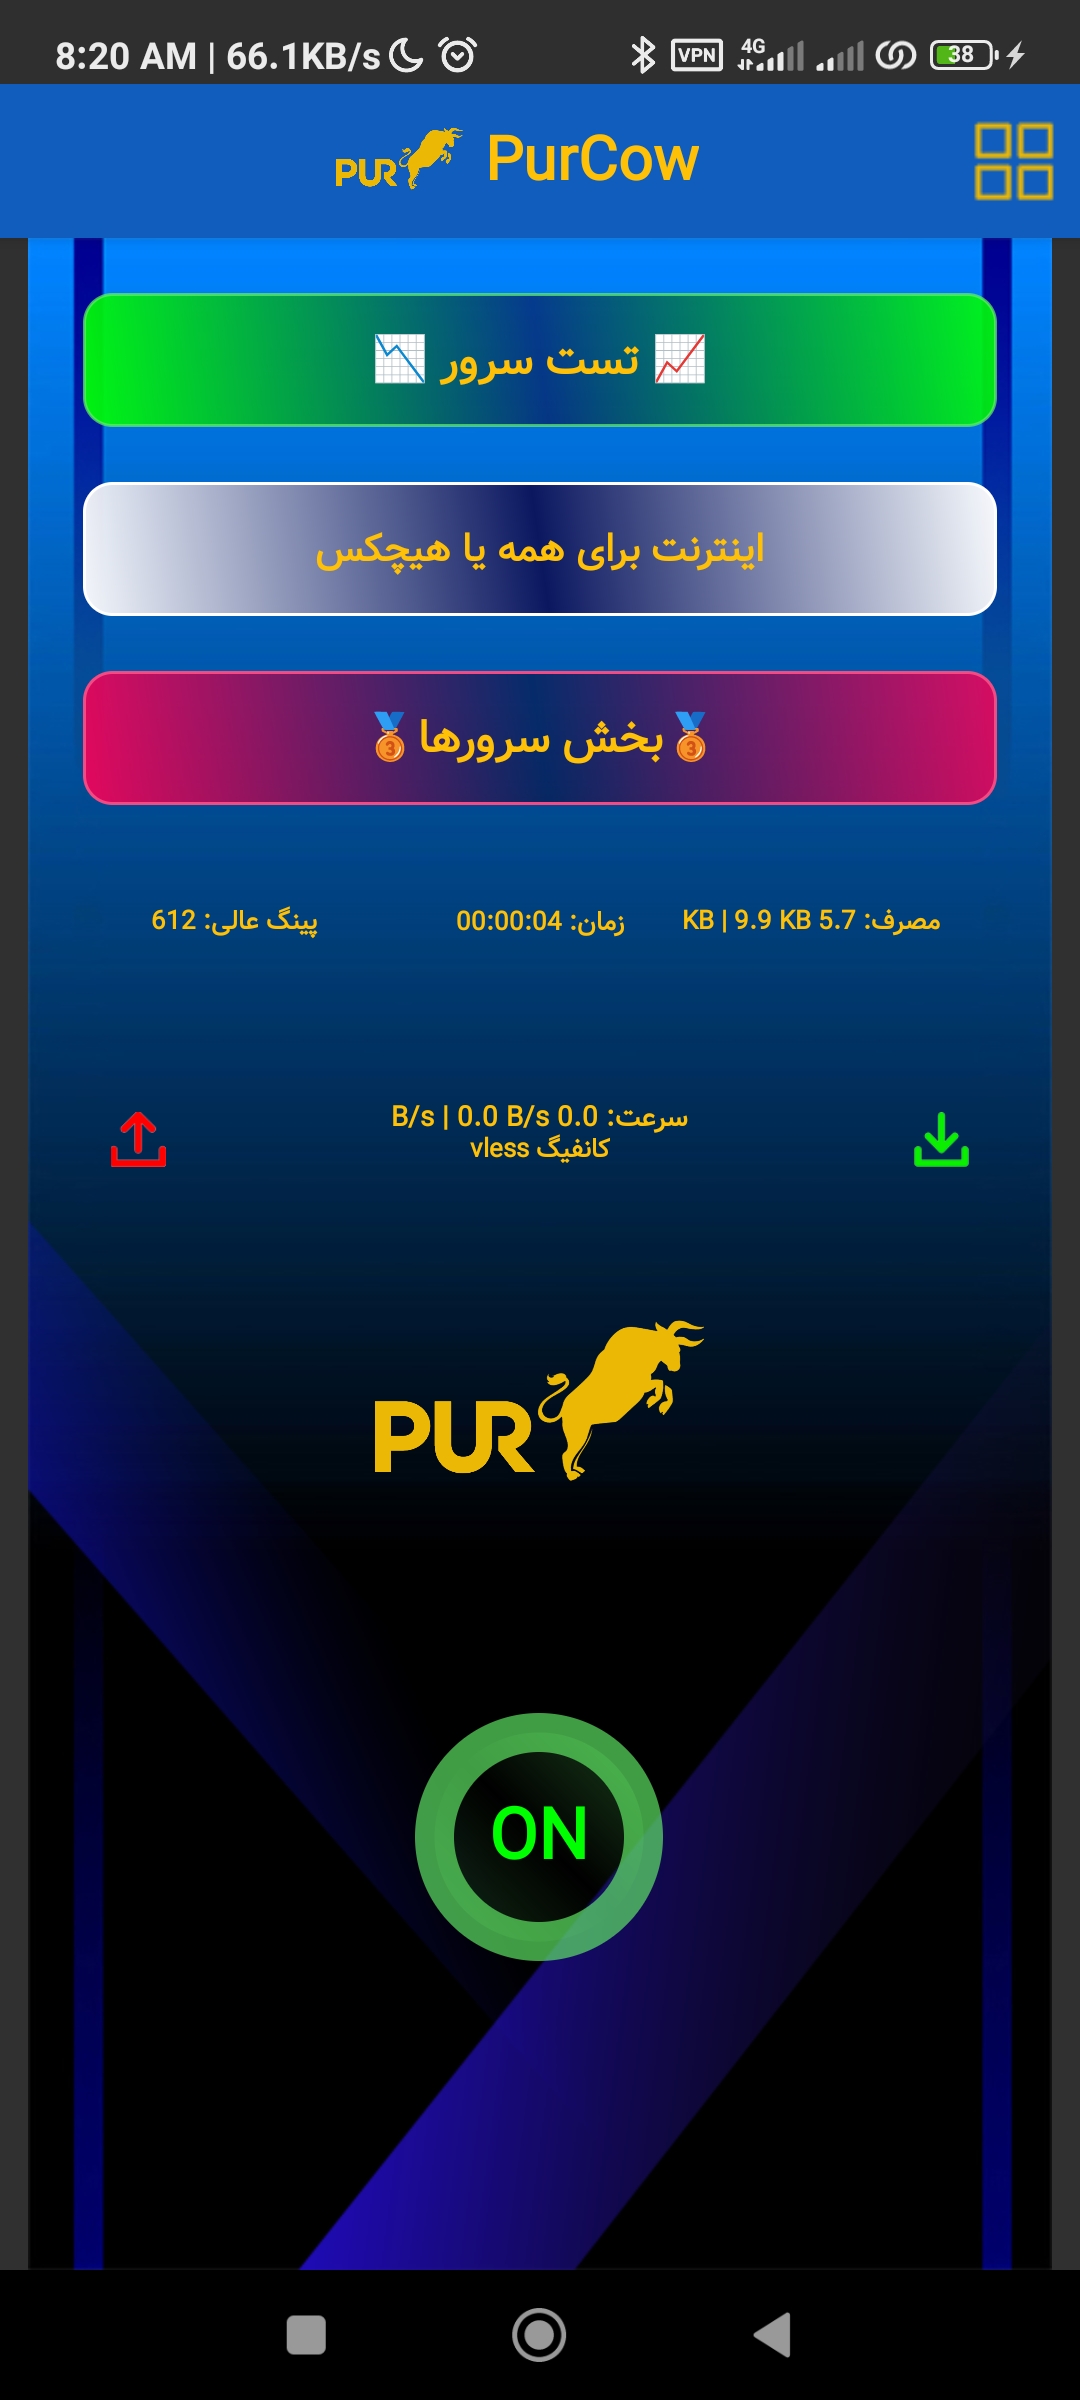 8:20 AM | 66.1KB/s
VPN 4G 38
PUR PurCow
📉 تست سرور 📈
اینترنت برای همه یا هیچکس
🥉بخش سرورها🥉
مصرف: 5.7 KB | 9.9 KB
زمان: 00:00:04
پینگ عالی: 612
سرعت: 0.0 B/s | 0.0 B/s
کانفیگ vless
PUR
ON